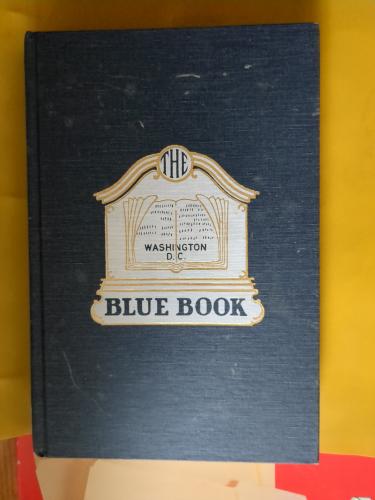 THE
WASHINGTON
D.C.
BLUE BOOK